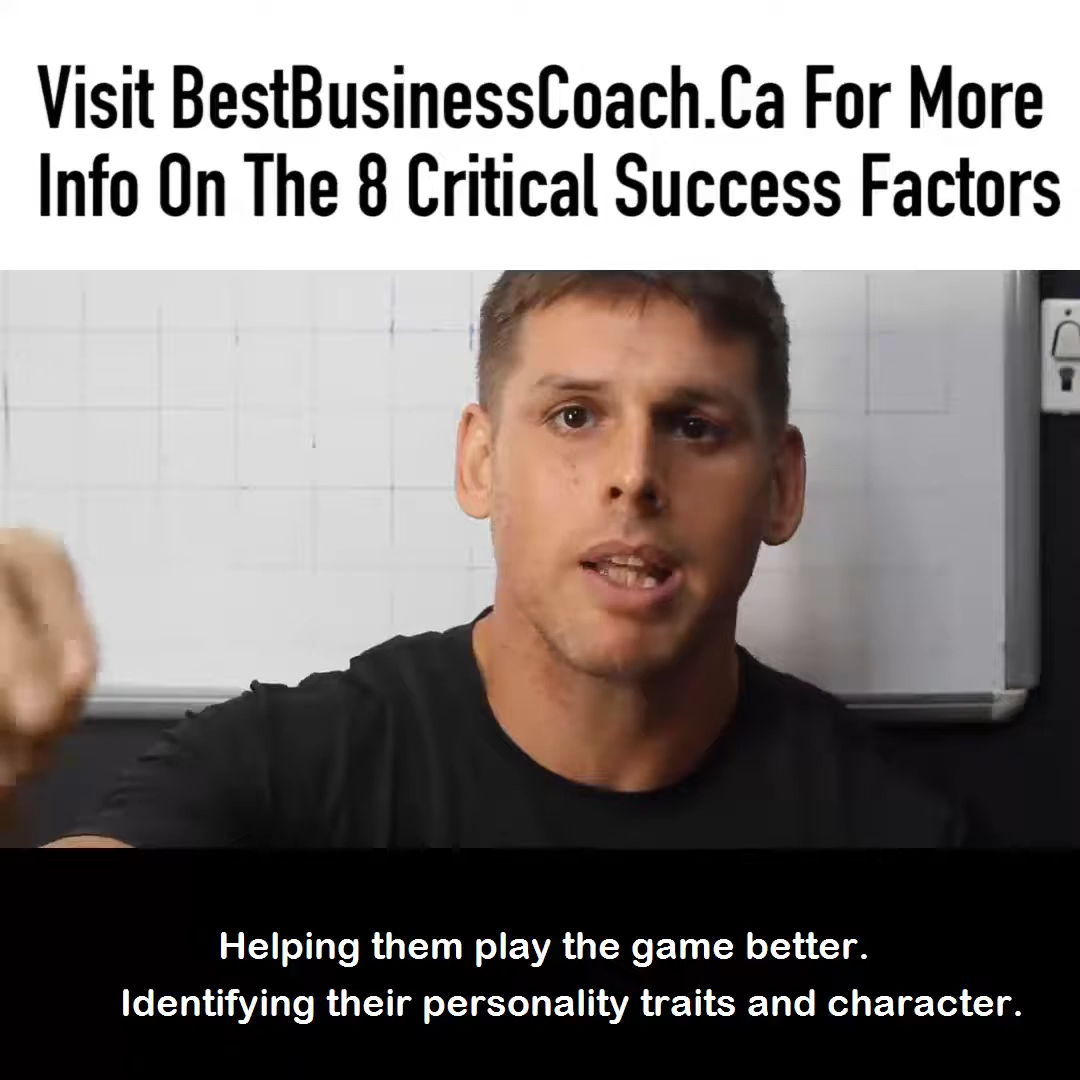 Visit BestBusinessCoach.Ca For More
Info On The 8 Critical Success Factors
Helping them play the game better.
Identifying their personality traits and character.